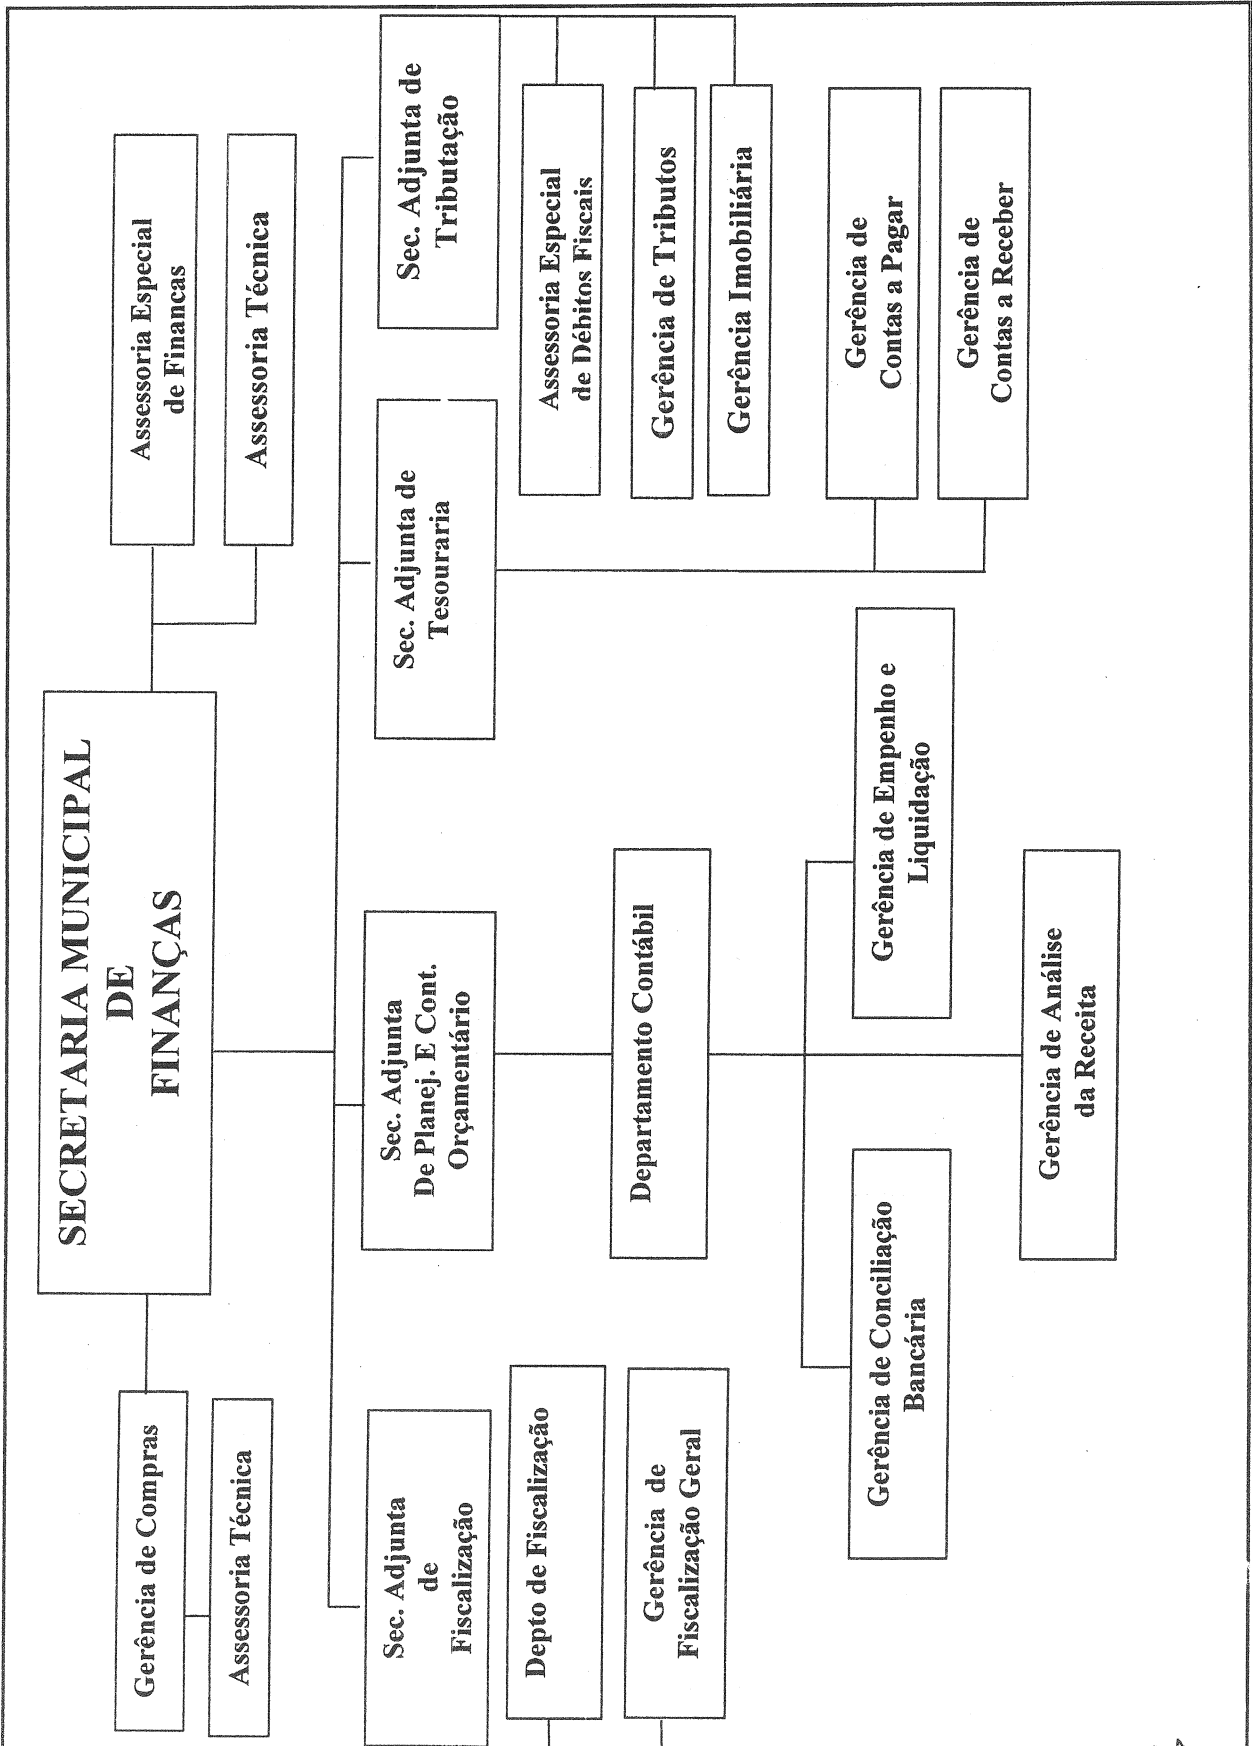 SECRETARIA MUNICIPAL
DE
FINANÇAS
Gerência de Compras
Assessoria Técnica
Assessoria Especial
de Financas
Assessoria Técnica
Sec. Adjunta
de
Fiscalização
Sec. Adjunta
De Planej. E Cont.
Orçamentário
Sec. Adjunta de
Tesouraria
Sec. Adjunta de
Tributação
Depto de Fiscalização
Gerência de
Fiscalização Geral
Departamento Contábil
Gerência de Conciliação
Bancária
Gerência de Empenho e
Liquidação
Gerência de Análise
da Receita
Assessoria Especial
de Débitos Fiscais
Gerência de Tributos
Gerência Imobiliária
Gerência de
Contas a Pagar
Gerência de
Contas a Receber